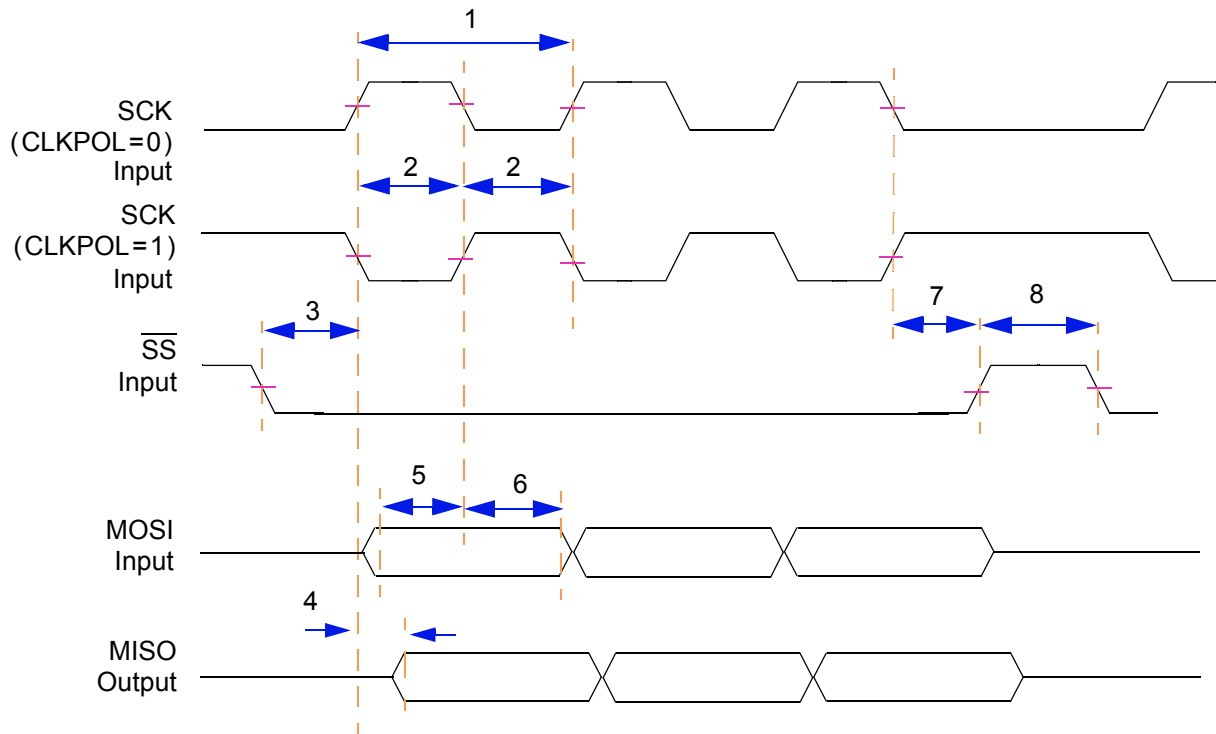 1
SCK
(CLKPOL=0)
Input
2 2
SCK
(CLKPOL=1)
Input
3
7 8
SS
Input
5 6
MOSI
Input
4
MISO
Output